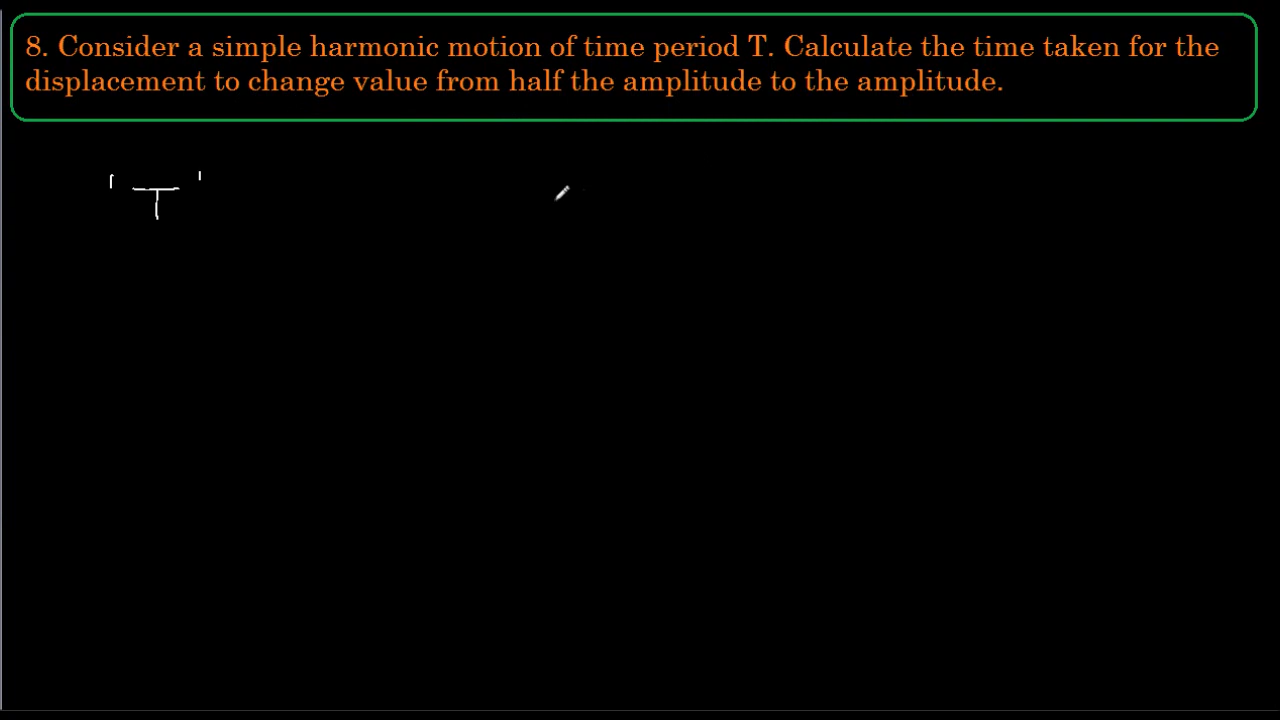 8. Consider a simple harmonic motion of time period T. Calculate the time taken for the
displacement to change value from half the amplitude to the amplitude.
'T'